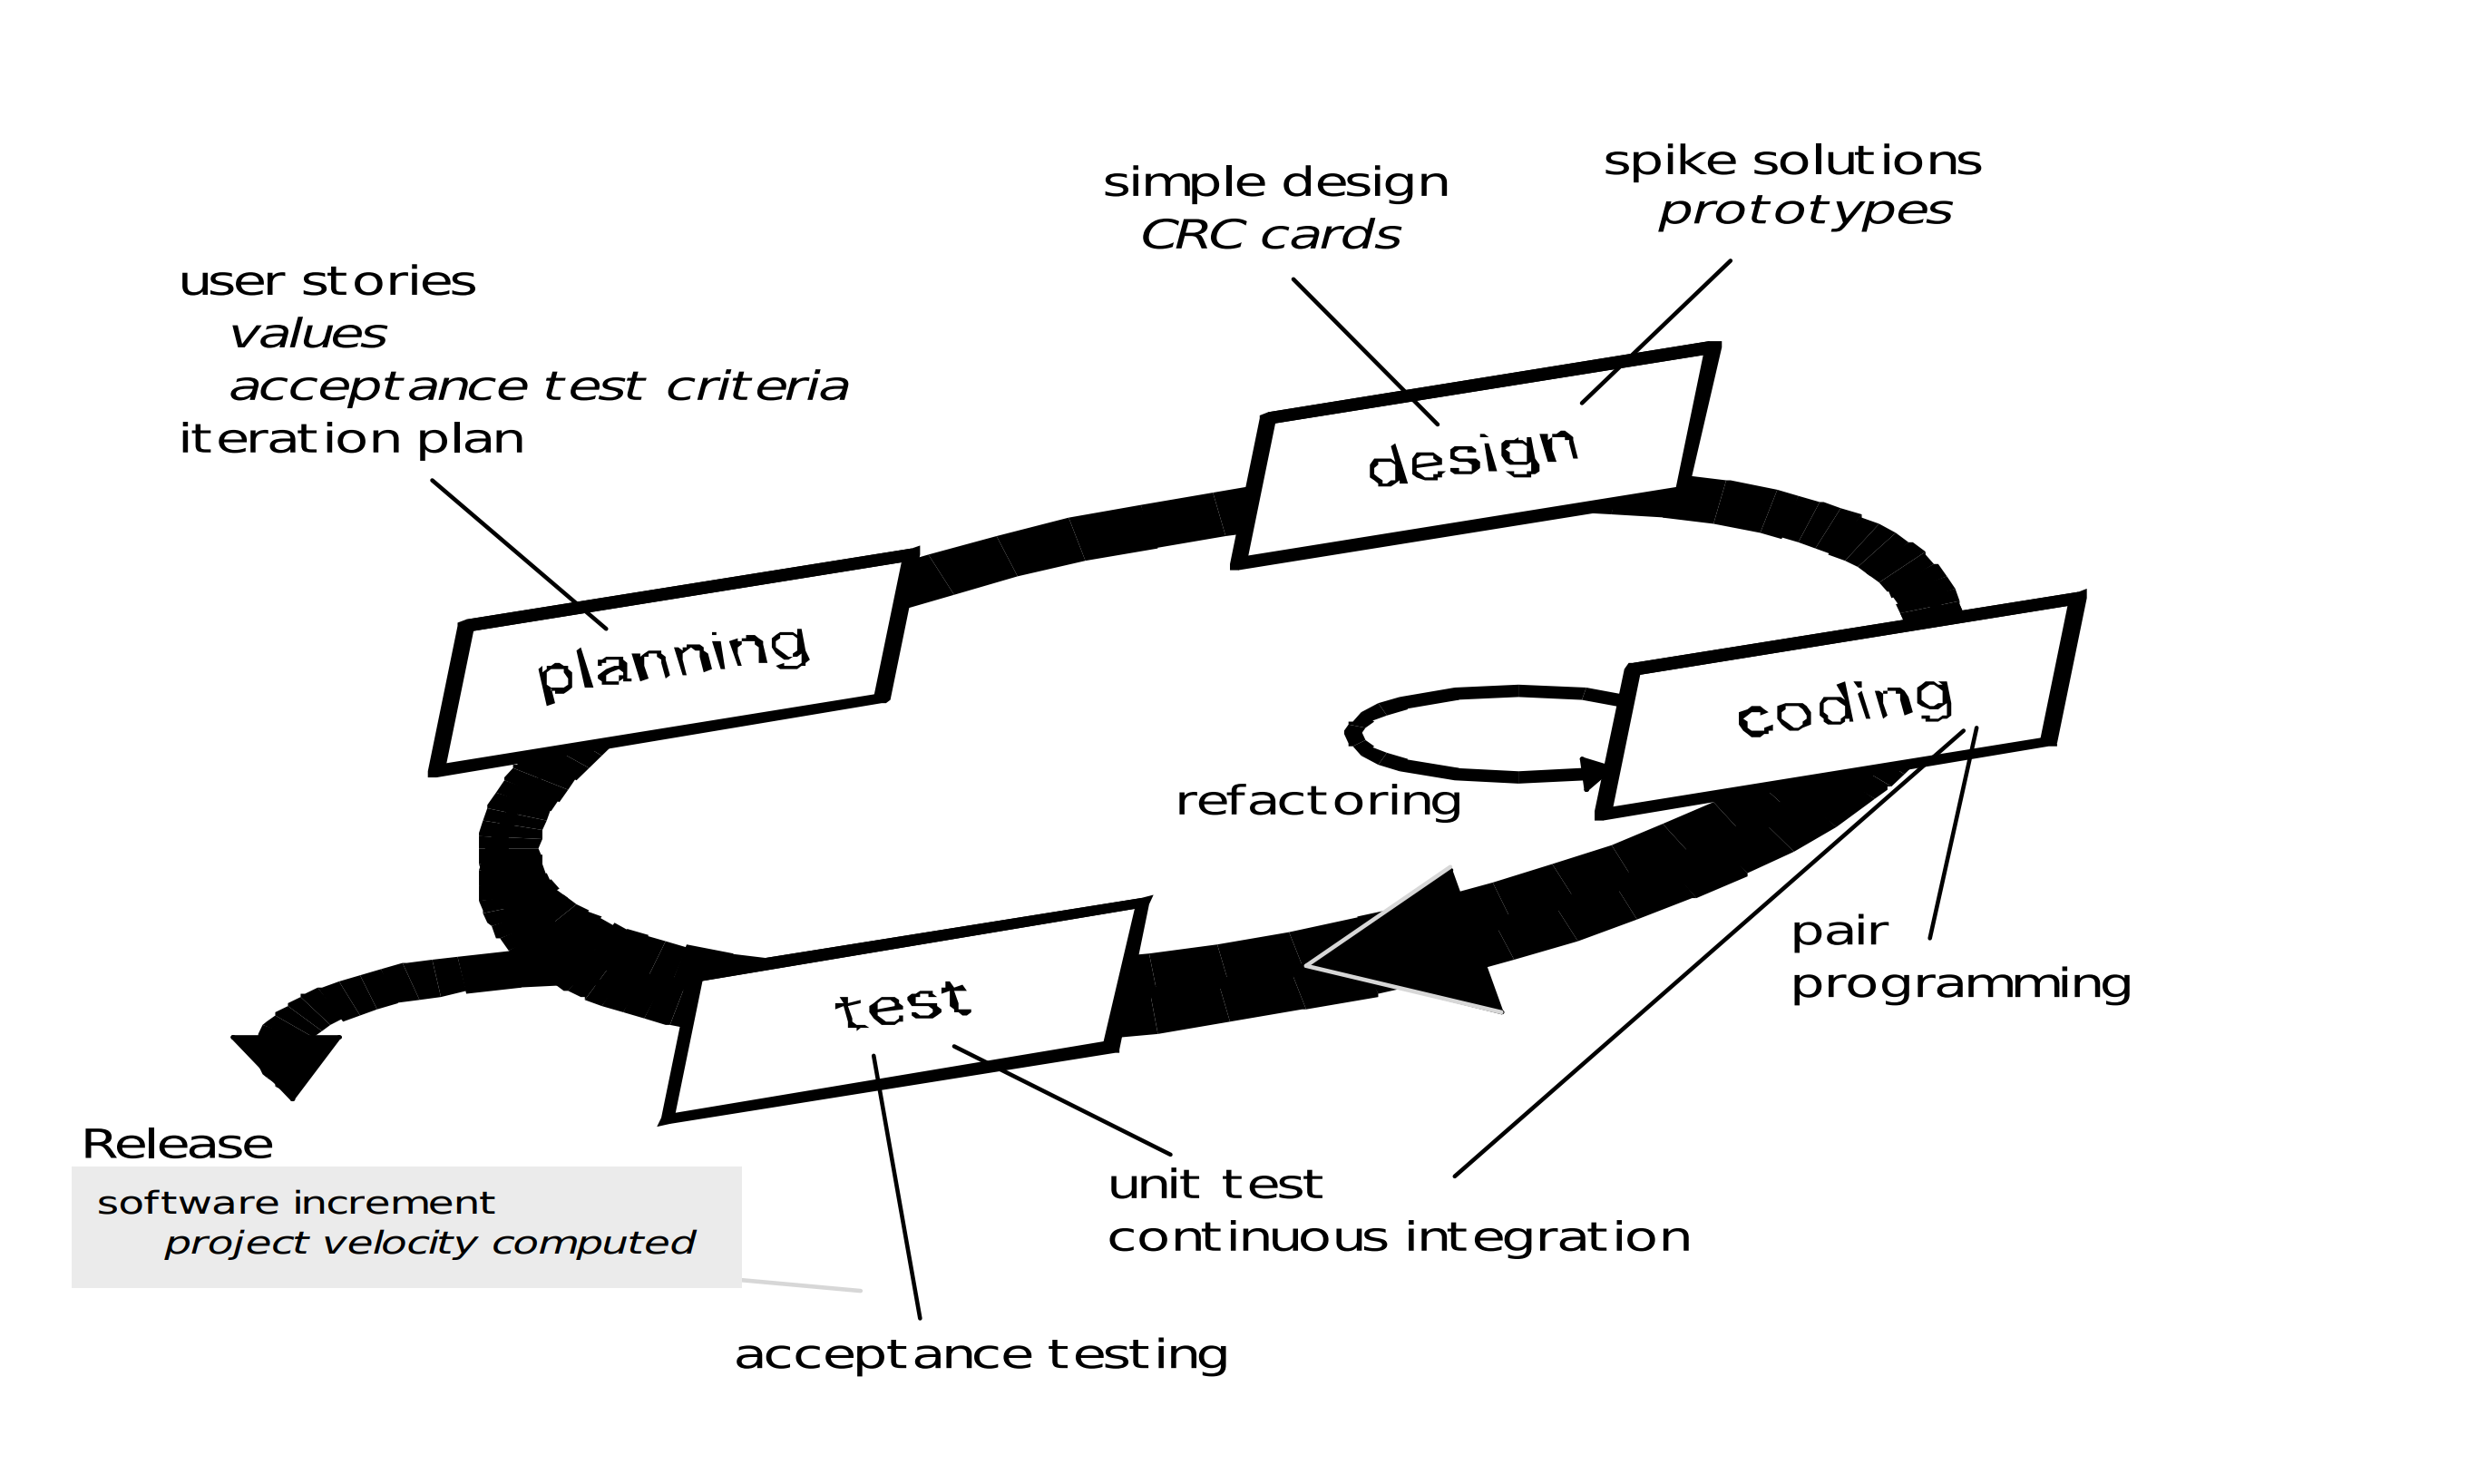 simple design
CRC cards
spike solutions
prototypes
user stories
values
acceptance test criteria
iteration plan
design
planning
coding
refactoring
test
pair
programming
Release
software increment
project velocity computed
unit test
continuous integration
acceptance testing